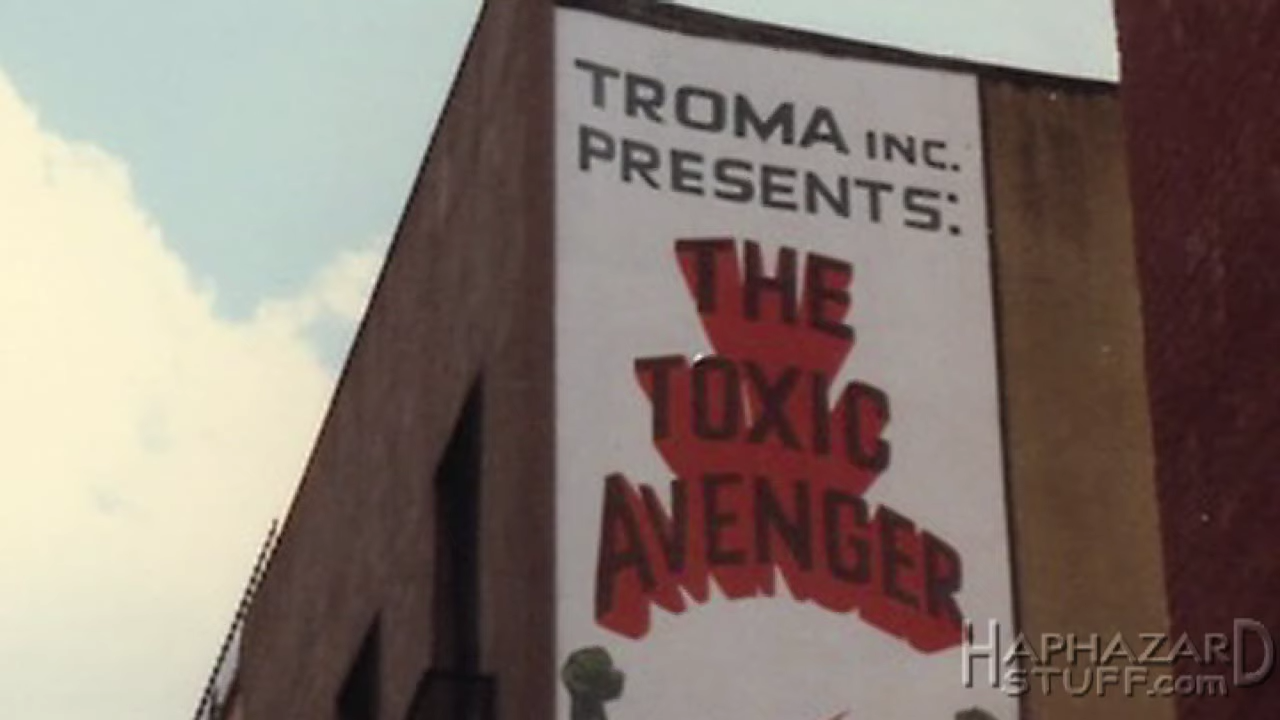 TROMA INC.
PRESENTS:
THE
TOXIC
AVENGER
HAPHAZARD
STUFF.com